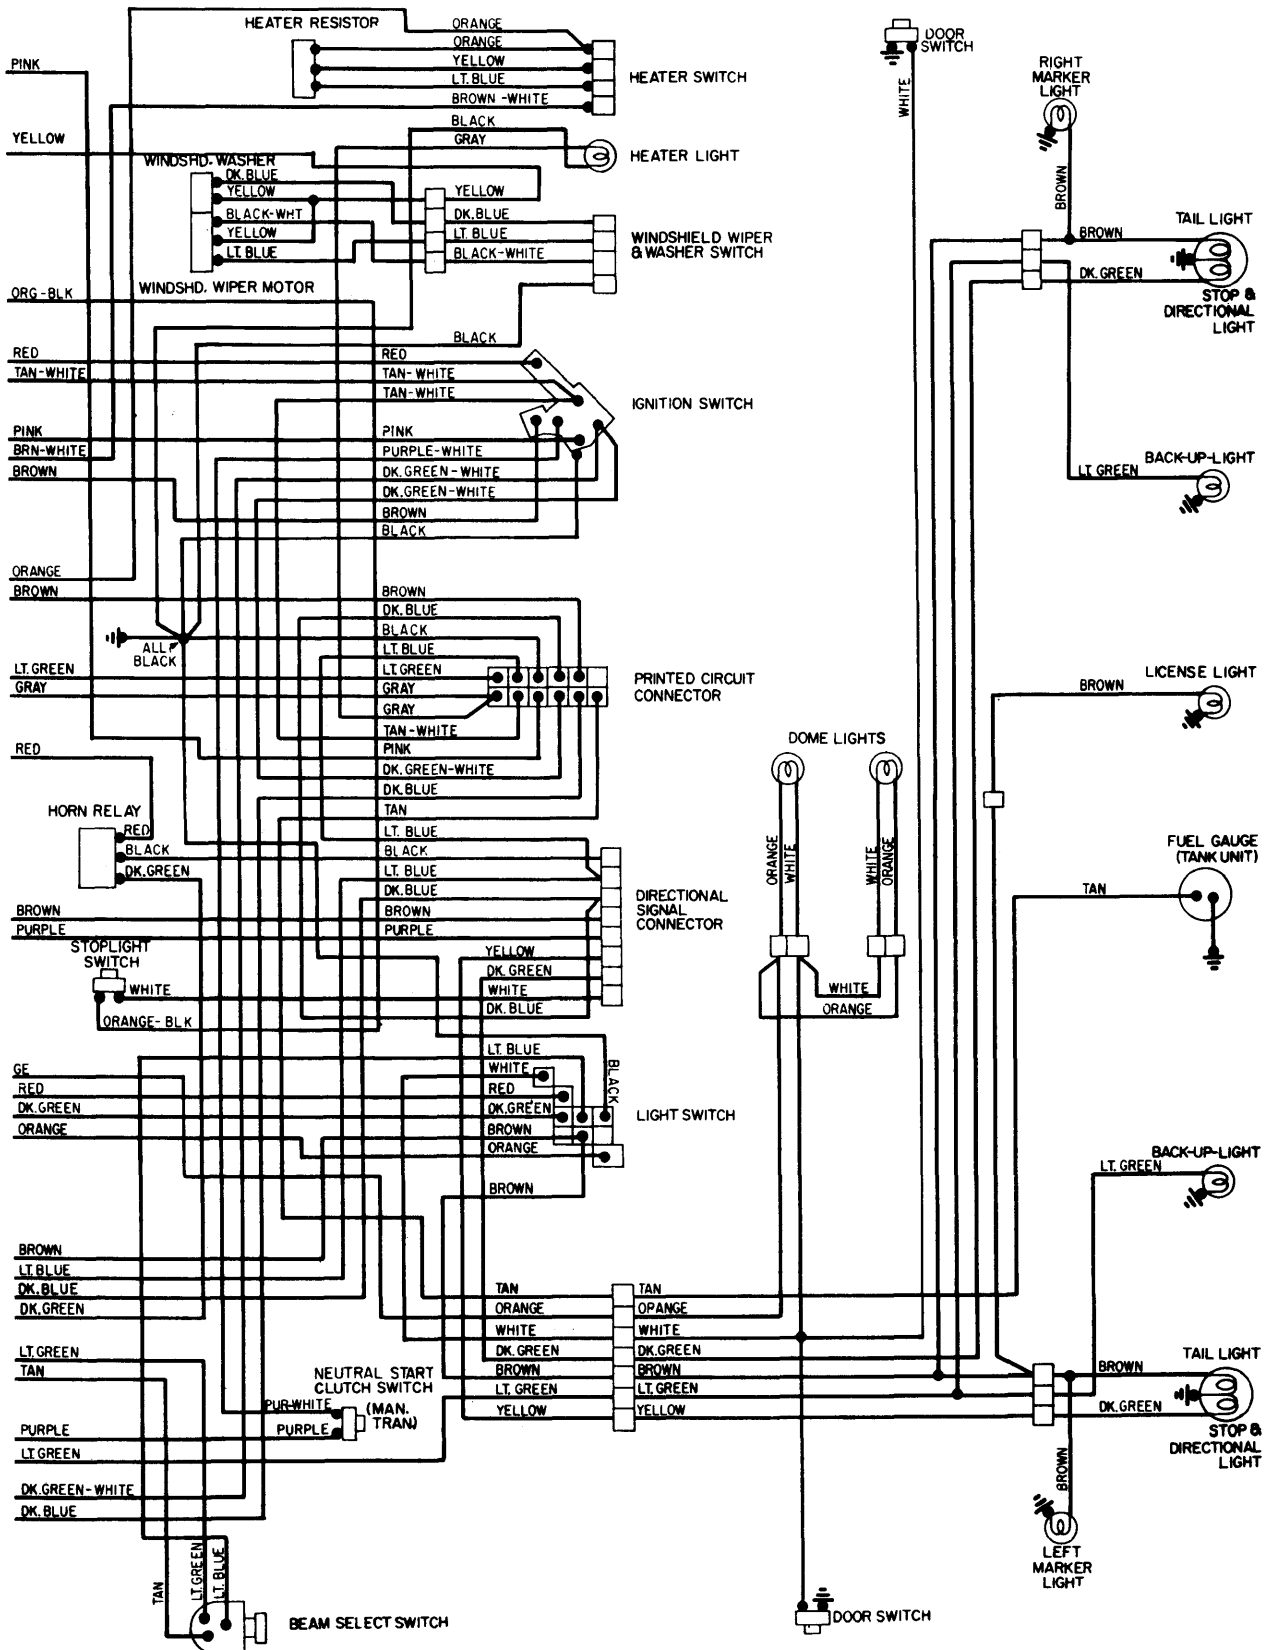 HEATER RESISTOR
ORANGE
ORANGE
YELLOW
LT. BLUE
BROWN -WHITE
HEATER SWITCH
DOOR
SWITCH
WHITE
RIGHT
MARKER
LIGHT
BROWN
PINK
YELLOW
BLACK
GRAY
HEATER LIGHT
WINDSHD. WASHER
DK. BLUE
YELLOW
BLACK-WHT
YELLOW
LT. BLUE
YELLOW
DK. BLUE
LT. BLUE
BLACK-WHITE
WINDSHIELD WIPER
& WASHER SWITCH
WINDSHD. WIPER MOTOR
TAIL LIGHT
BROWN
DK. GREEN
STOP &
DIRECTIONAL
LIGHT
ORG-BLK
BLACK
RED
RED
TAN-WHITE
TAN-WHITE
TAN-WHITE
IGNITION SWITCH
PINK
PINK
BRN-WHITE
PURPLE-WHITE
BROWN
DK. GREEN-WHITE
DK. GREEN-WHITE
BROWN
BLACK
BACK-UP-LIGHT
LT GREEN
ORANGE
BROWN
BROWN
DK. BLUE
BLACK
ALL
BLACK
LT. BLUE
LT. GREEN
LT. GREEN
GRAY
GRAY
GRAY
PRINTED CIRCUIT
CONNECTOR
TAN-WHITE
PINK
DK. GREEN-WHITE
DK. BLUE
TAN
LICENSE LIGHT
BROWN
DOME LIGHTS
ORANGE
WHITE
WHITE
ORANGE
WHITE
ORANGE
RED
HORN RELAY
RED
BLACK
DK. GREEN
LT. BLUE
BLACK
LT. BLUE
DK. BLUE
BROWN
BROWN
PURPLE
PURPLE
DIRECTIONAL
SIGNAL
CONNECTOR
YELLOW
DK. GREEN
WHITE
DK. BLUE
FUEL GAUGE
(TANK UNIT)
TAN
STOPLIGHT
SWITCH
WHITE
ORANGE- BLK
LT. BLUE
WHITE
BLACK
GE
RED
RED
DK. GREEN
DK. GREEN
ORANGE
BROWN
ORANGE
BROWN
LIGHT SWITCH
BACK-UP-LIGHT
LT. GREEN
BROWN
LT. BLUE
DK. BLUE
DK. GREEN
TAN
TAN
ORANGE
ORANGE
WHITE
WHITE
DK. GREEN
DK. GREEN
BROWN
BROWN
LT. GREEN
LT. GREEN
YELLOW
YELLOW
LT. GREEN
TAN
NEUTRAL START
CLUTCH SWITCH
(MAN.
TRAN)
PUR-WHITE
PURPLE
PURPLE
LT. GREEN
DK. GREEN-WHITE
DK. BLUE
TAIL LIGHT
BROWN
DK. GREEN
STOP &
DIRECTIONAL
LIGHT
BROWN
LEFT
MARKER
LIGHT
TAN
LT. GREEN
LT. BLUE
BEAM SELECT SWITCH
DOOR SWITCH